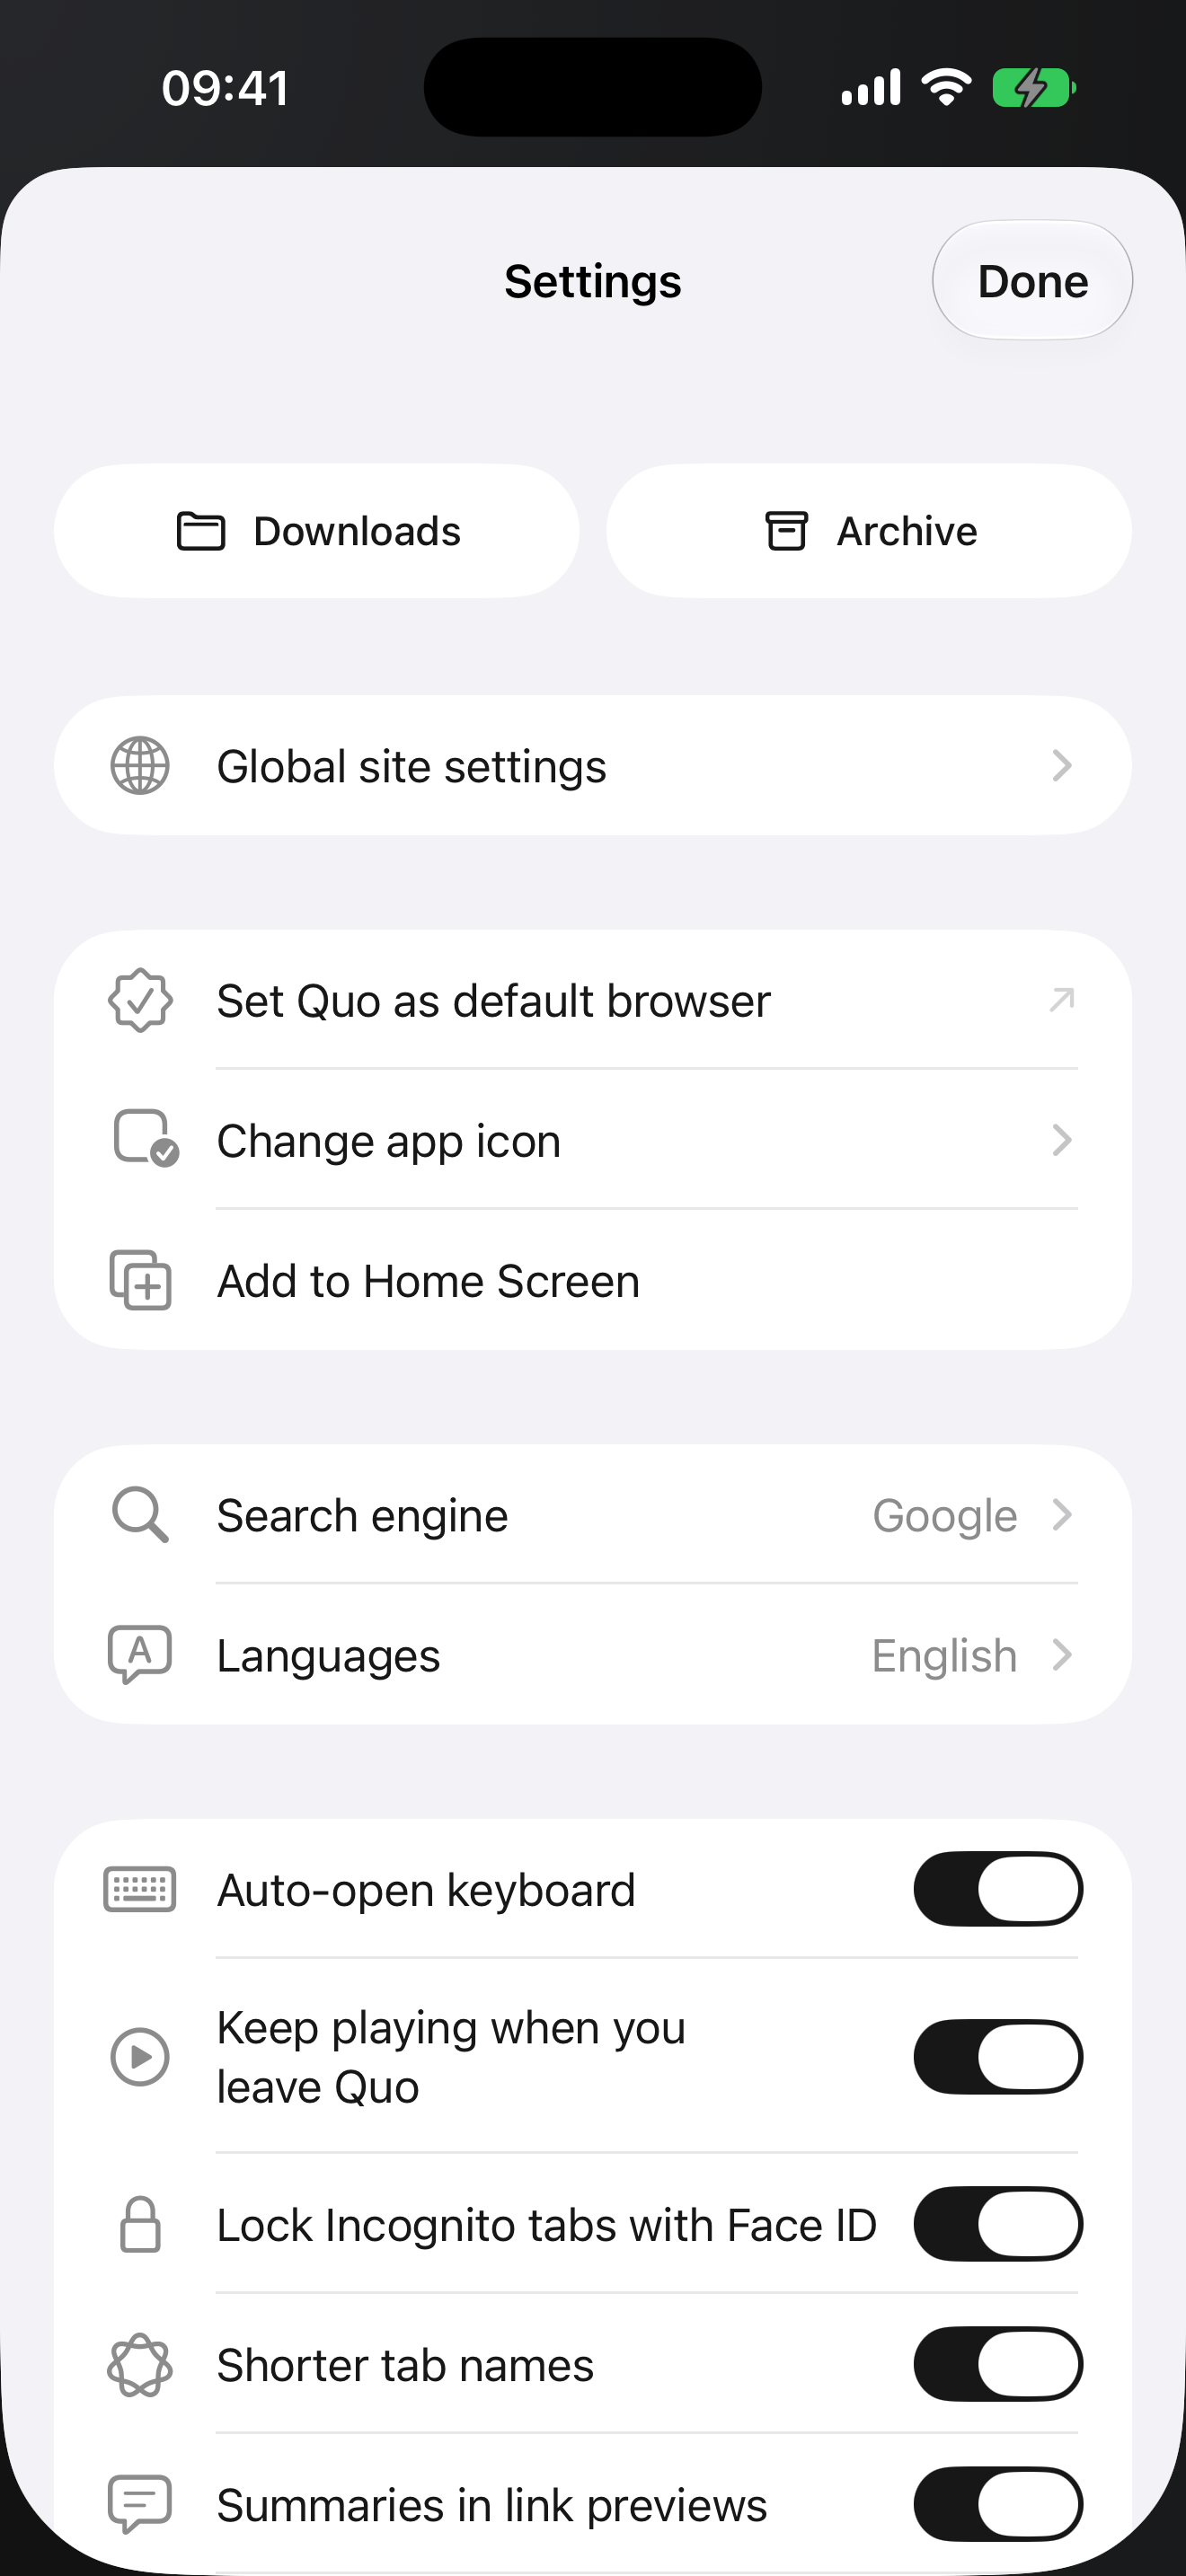 09:41
Settings
Done
Downloads
Archive
Global site settings
Set Quo as default browser
Change app icon
Add to Home Screen
Search engine
Google
A
Languages
English
Auto-open keyboard
Keep playing when you
leave Quo
Lock Incognito tabs with Face ID
Shorter tab names
Summaries in link previews